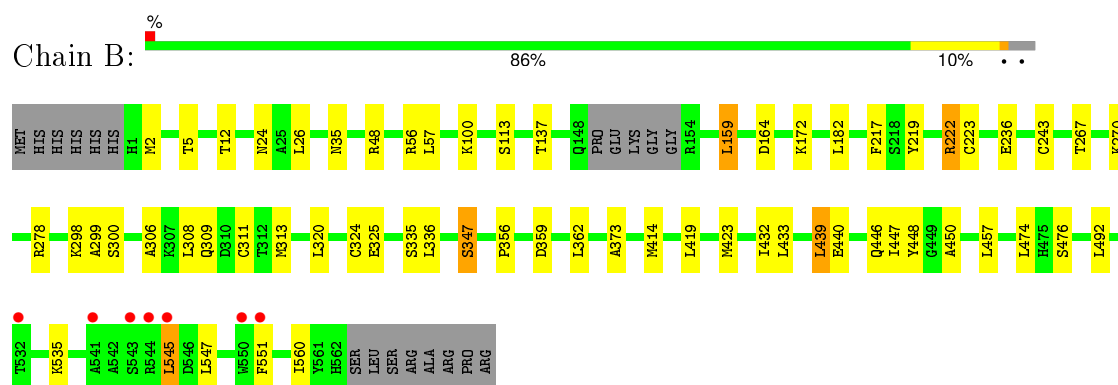 %
Chain B:
86% 10% • •
MET HIS HIS HIS HIS HIS H1 M2 T5 T12 N24 A25 L26 N35 R48 R56 L57 K100 S113 T137 Q148 PRO GLU LYS GLY GLY R154 L159 D164 K172 L182 F217 S218 Y219 R222 C223 E236 C243 T267
R278 K298 A299 S300 A306 K307 L308 Q309 D310 C311 T312 M313 L320 C324 E325 S335 L336 S347 P356 D359 L362 A373 M414 L419 M423 I432 L433 L439 E440 Q446 I447 Y448 G449 A450 L457 L474 H475 S476 L492
T532 K535 A541 A542 S543 R544 L545 D546 L547 W550 F551 I560 Y561 H562 SER LEU SER ARG ALA ARG PRO ARG